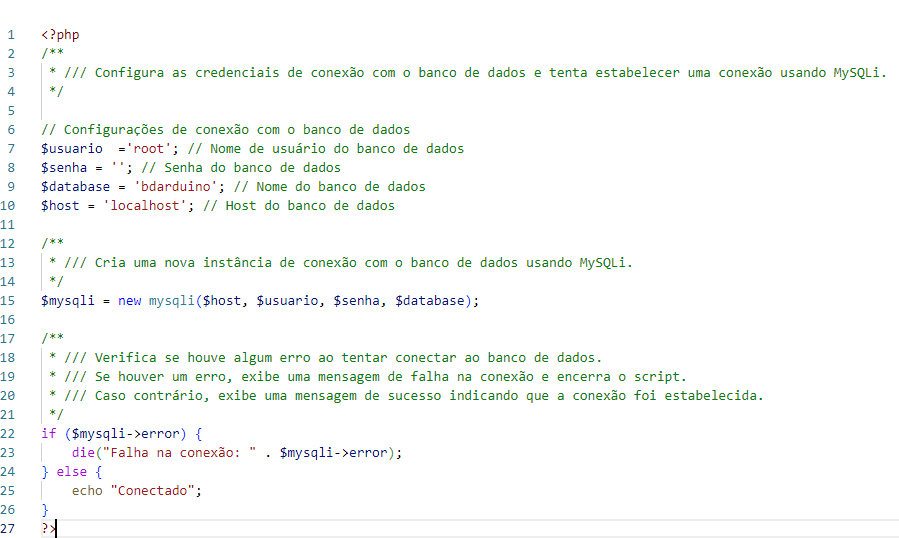 1 <?php
2 /**
3 * /// Configura as credenciais de conexão com o banco de dados e tenta estabelecer uma conexão usando MySQLi.
4 */
5
6 // Configurações de conexão com o banco de dados
7 $usuario  ='root'; // Nome de usuário do banco de dados
8 $senha = ''; // Senha do banco de dados
9 $database = 'bdarduino'; // Nome do banco de dados
10 $host = 'localhost'; // Host do banco de dados
11
12 /**
13 * /// Cria uma nova instância de conexão com o banco de dados usando MySQLi.
14 */
15 $mysqli = new mysqli($host, $usuario, $senha, $database);
16
17 /**
18 * /// Verifica se houve algum erro ao tentar conectar ao banco de dados.
19 * /// Se houver um erro, exibe uma mensagem de falha na conexão e encerra o script.
20 * /// Caso contrário, exibe uma mensagem de sucesso indicando que a conexão foi estabelecida.
21 */
22 if ($mysqli->error) {
23     die("Falha na conexão: " . $mysqli->error);
24 } else {
25     echo "Conectado";
26 }
27 ?>